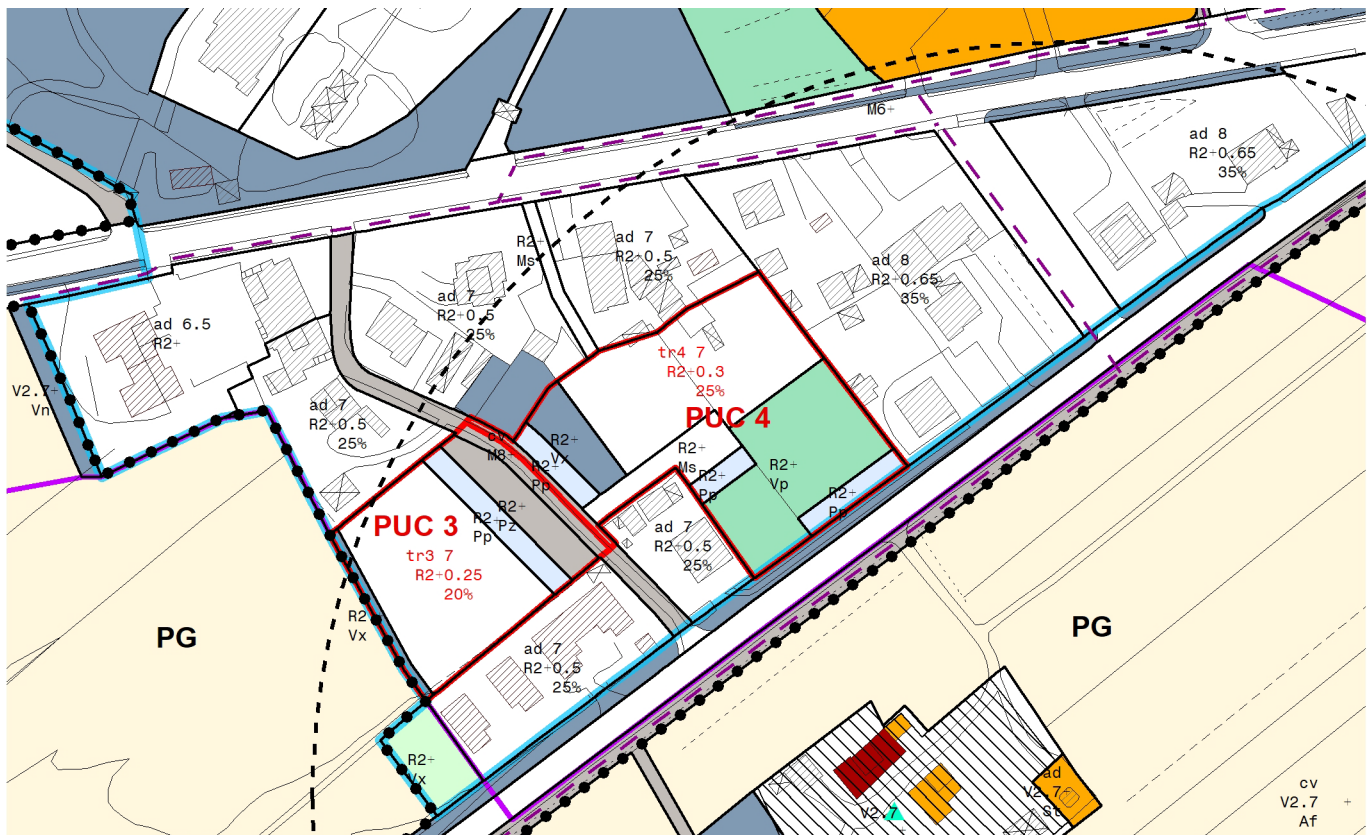 M6+
ad 8
R2+0.65
35%
R2+
Ms
ad 7
R2+0.5
25%
ad 8
R2+0.65
35%
ad 7
R2+0.5
25%
ad 6.5
R2+
V2.7+
Vn
tr4 7
R2+0.3
25%
PUC 4
ad 7
R2+0.5
25%
cv
M8+
R2+
Vx
R2+
Pp
R2+
Ms
R2+
Pp
R2+
Vp
R2+
Pp
PUC 3
R2+
Pz
R2+
Pp
tr3 7
R2+0.25
20%
ad 7
R2+0.5
25%
R2
Vx
PG
PG
ad 7
R2+0.5
25%
R2+
Vx
ad
V2.7+
St
V2.7
cv
V2.7 +
Af